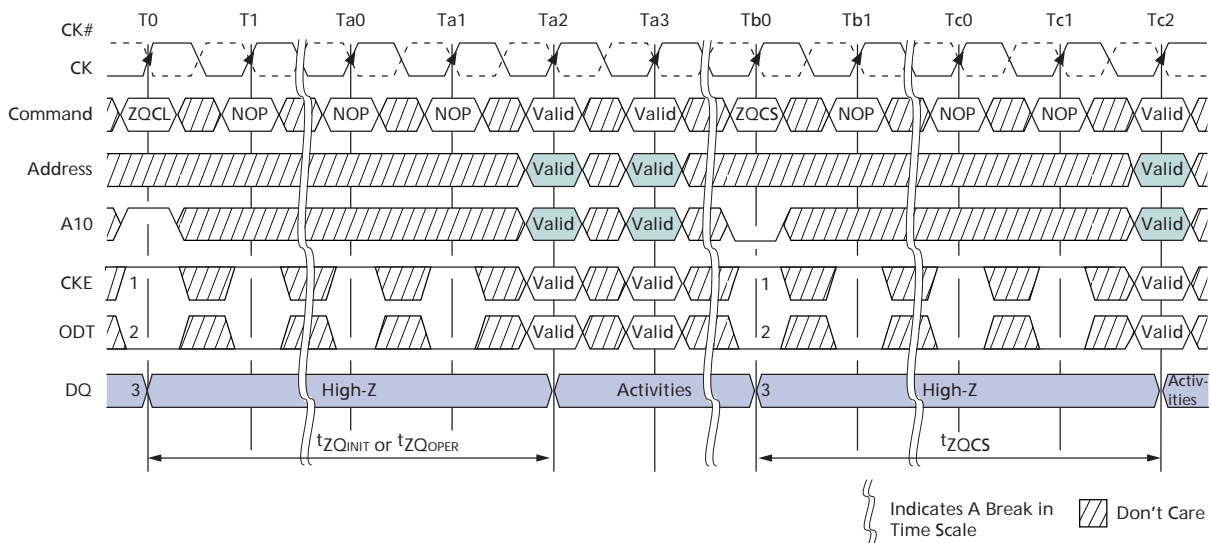 T0 T1 Ta0 Ta1 Ta2 Ta3 Tb0 Tb1 Tc0 Tc1 Tc2
CK#
CK
Command ZQCL NOP NOP NOP Valid Valid ZQCS NOP NOP NOP Valid
Address Valid Valid Valid
A10 Valid Valid Valid
CKE 1 Valid Valid 1 Valid
ODT 2 Valid Valid 2 Valid
DQ 3 High-Z Activities 3 High-Z Activ-
ities
tZQINIT or tZQOPER tZQCS
Indicates A Break in
Time Scale
Don't Care